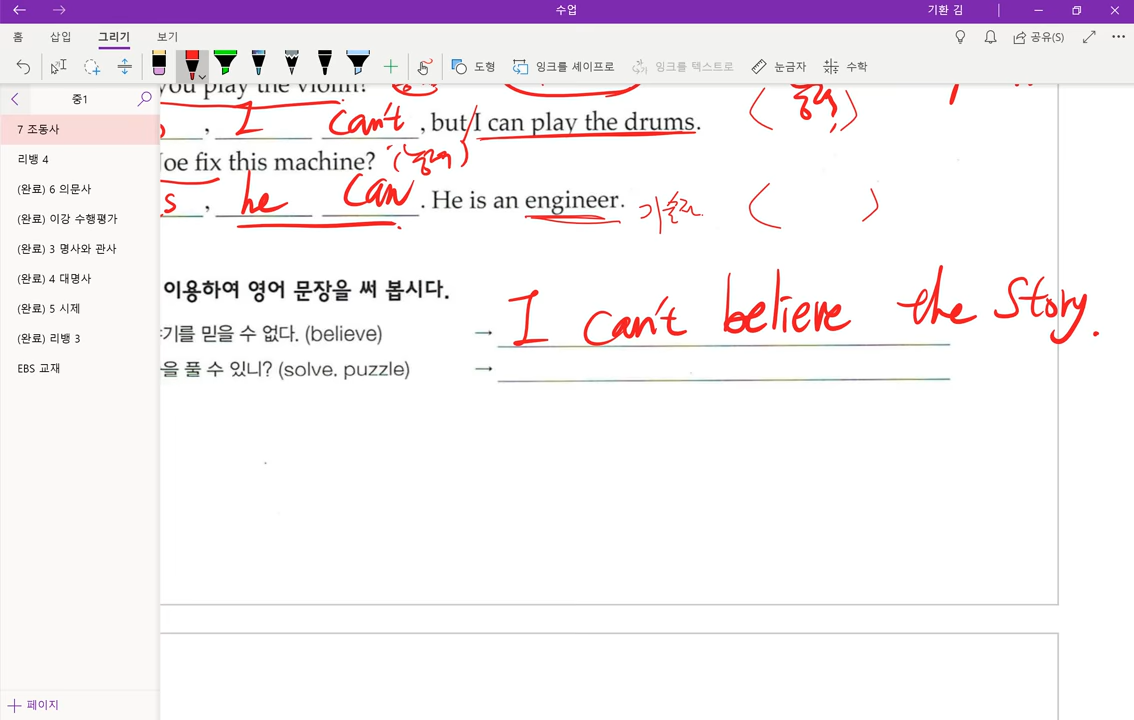 수업
기환 김
홈 삽입 그리기 보기
공유(S)
도형 잉크를 셰이프로 잉크를 텍스트로 눈금자 수학
중1
7 조동사
리뱅 4
(완료) 6 의문사
(완료) 이강 수행평가
(완료) 3 명사와 관사
(완료) 4 대명사
(완료) 5 시제
(완료) 리뱅 3
EBS 교재
페이지
you play the violin?
, I can't, but I can play the drums.
Joe fix this machine? (능력)
s, he can. He is an engineer. 기술자 ( )
이용하여 영어 문장을 써 봅시다.
기를 믿을 수 없다. (believe) → I can't believe the story.
을 풀 수 있니? (solve, puzzle) →